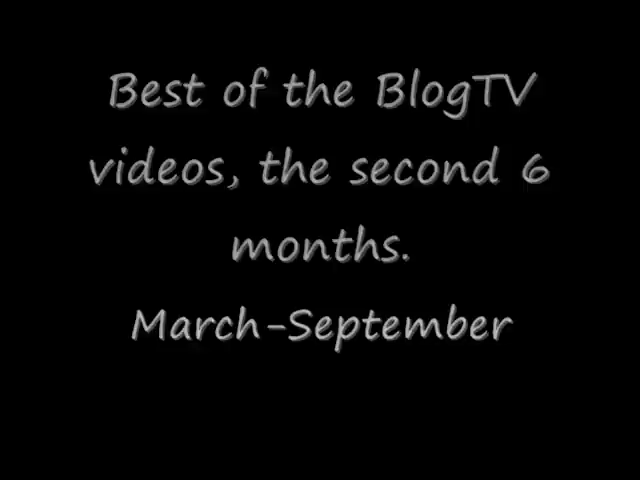 Best of the BlogTV
videos, the second 6
months.
March-September